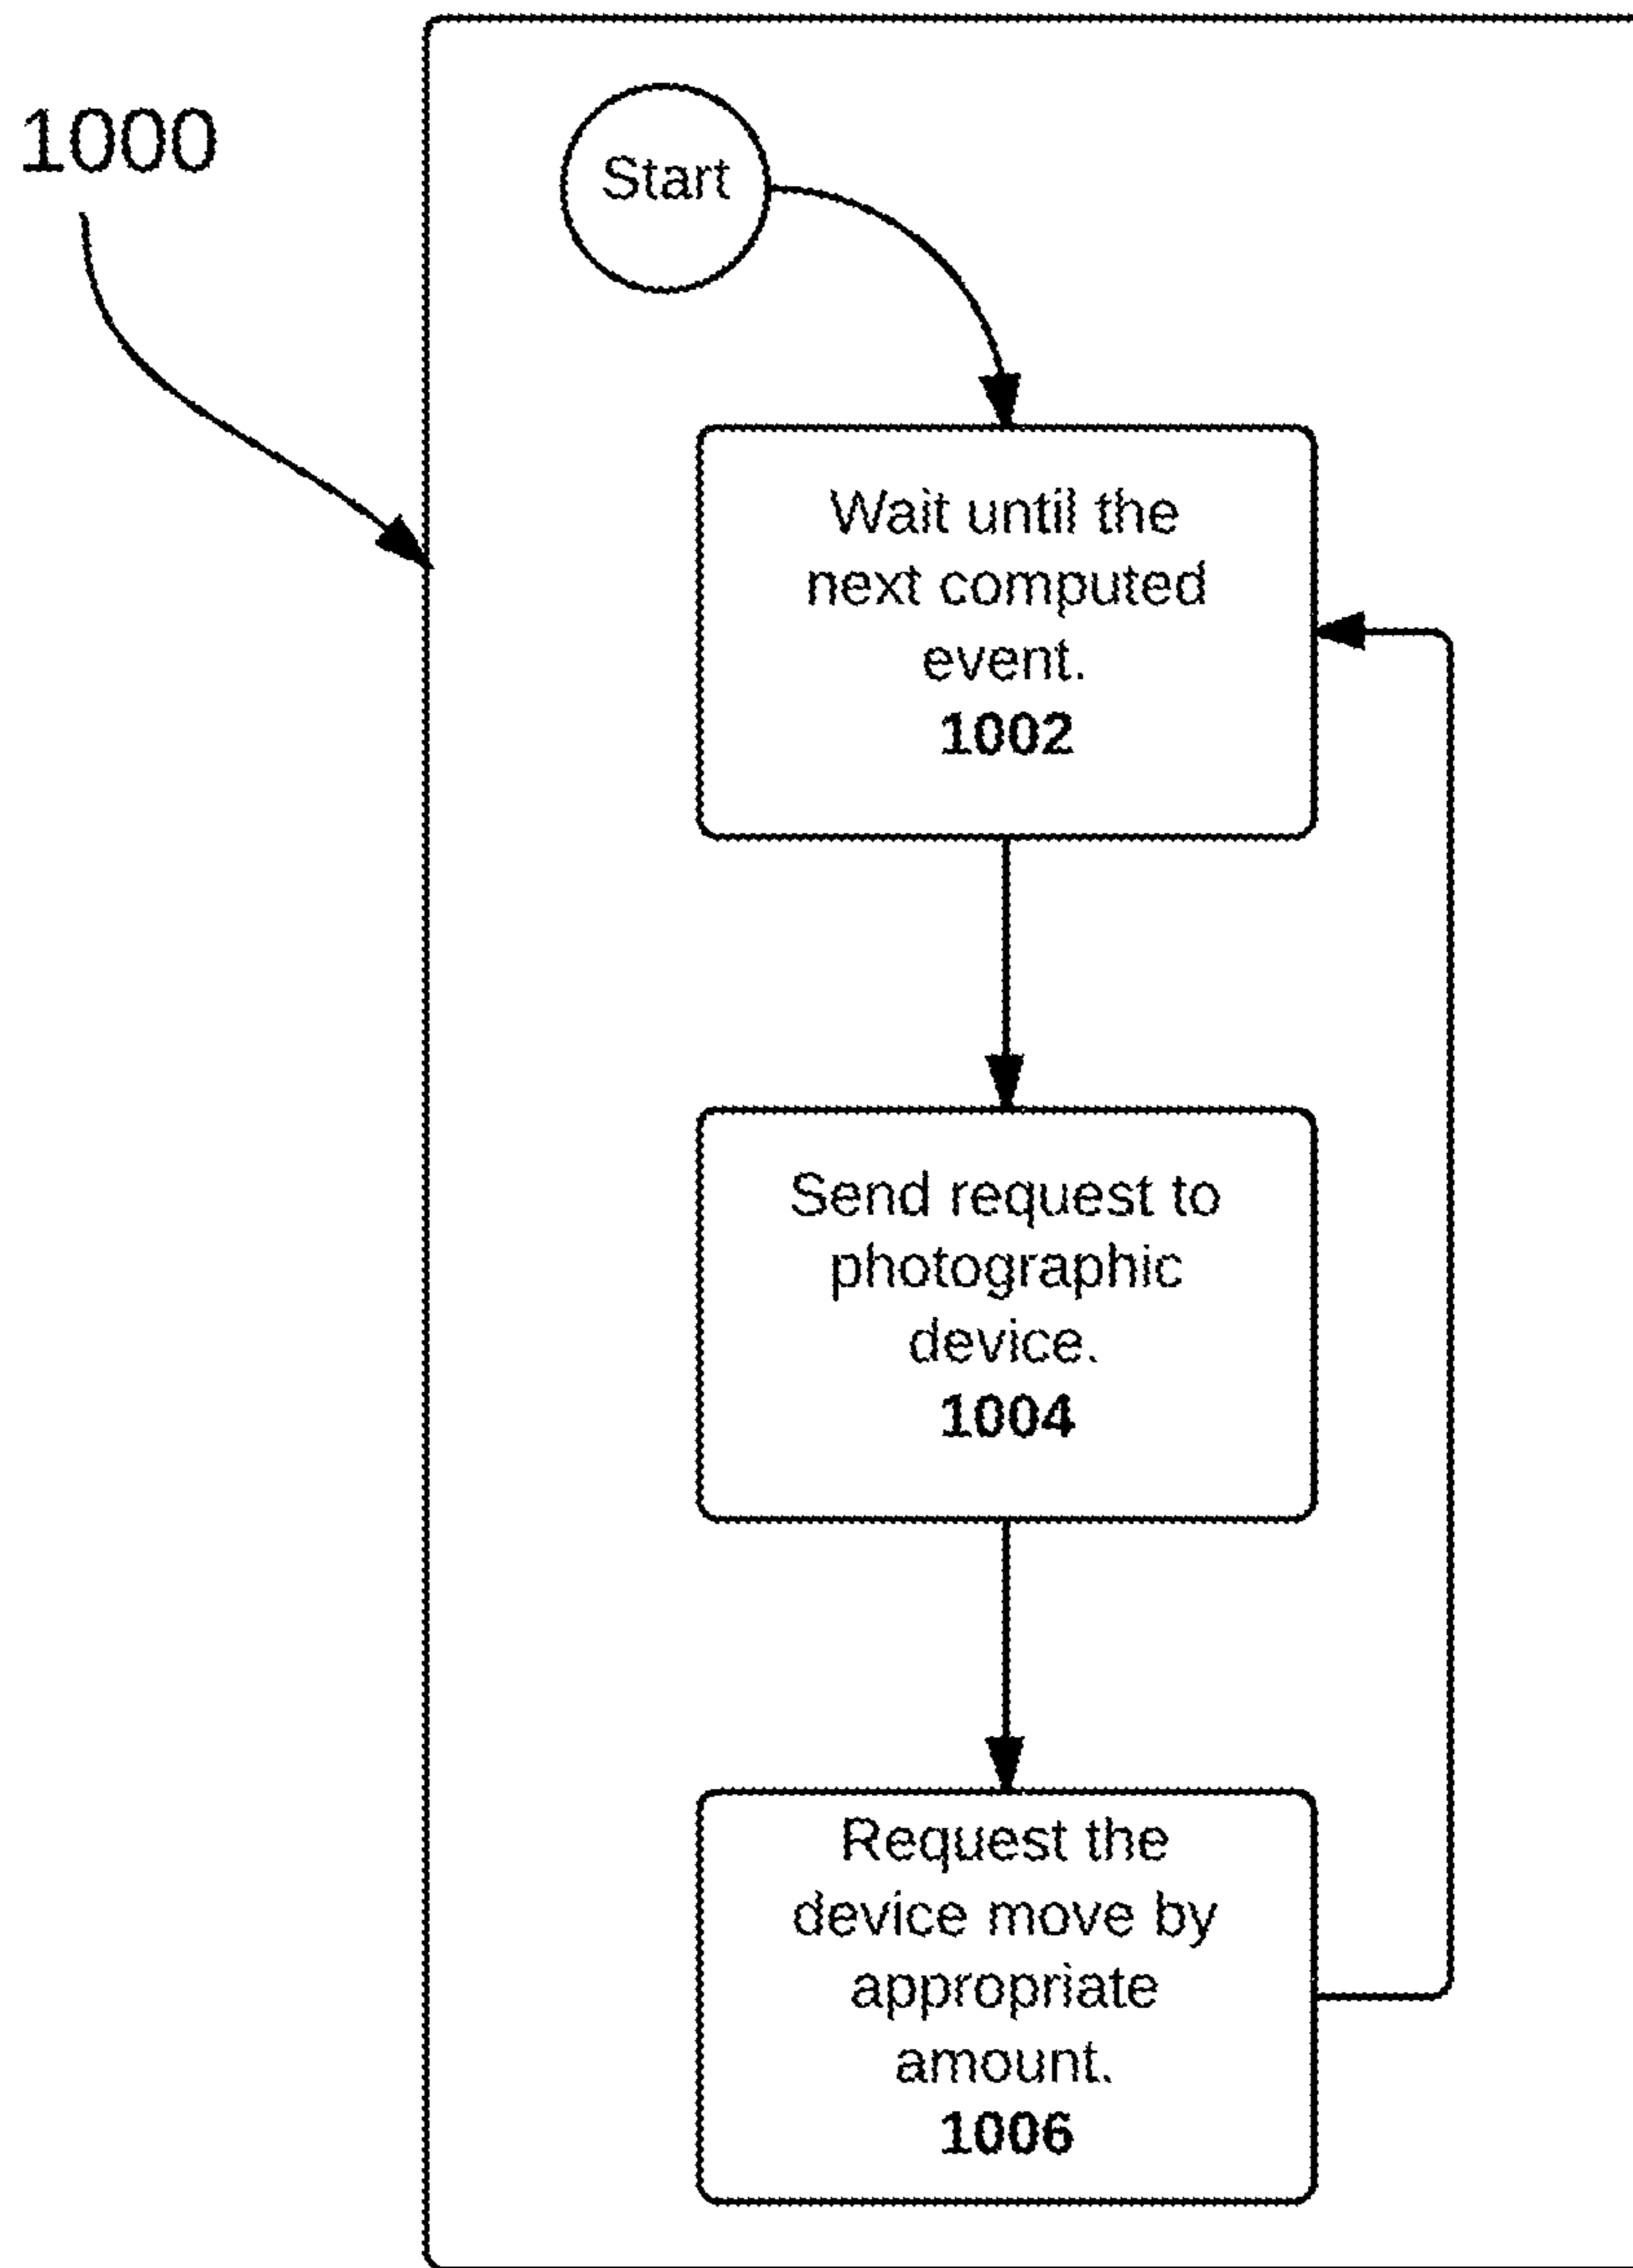 1000
Start
Wait until the
next computed
event.
1002
Send request to
photographic
device.
1004
Request the
device move by
appropriate
amount.
1006